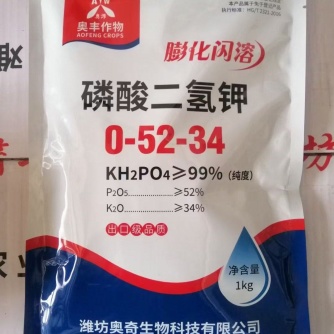 奥丰作物
AOFENG CROPS
膨化闪溶
磷酸二氢钾
0-52-34
KH2PO4≥99% (纯度)
P2O5..................≥52%
K2O..................≥34%
出口级品质
净含量
1kg
潍坊奥奇生物科技有限公司